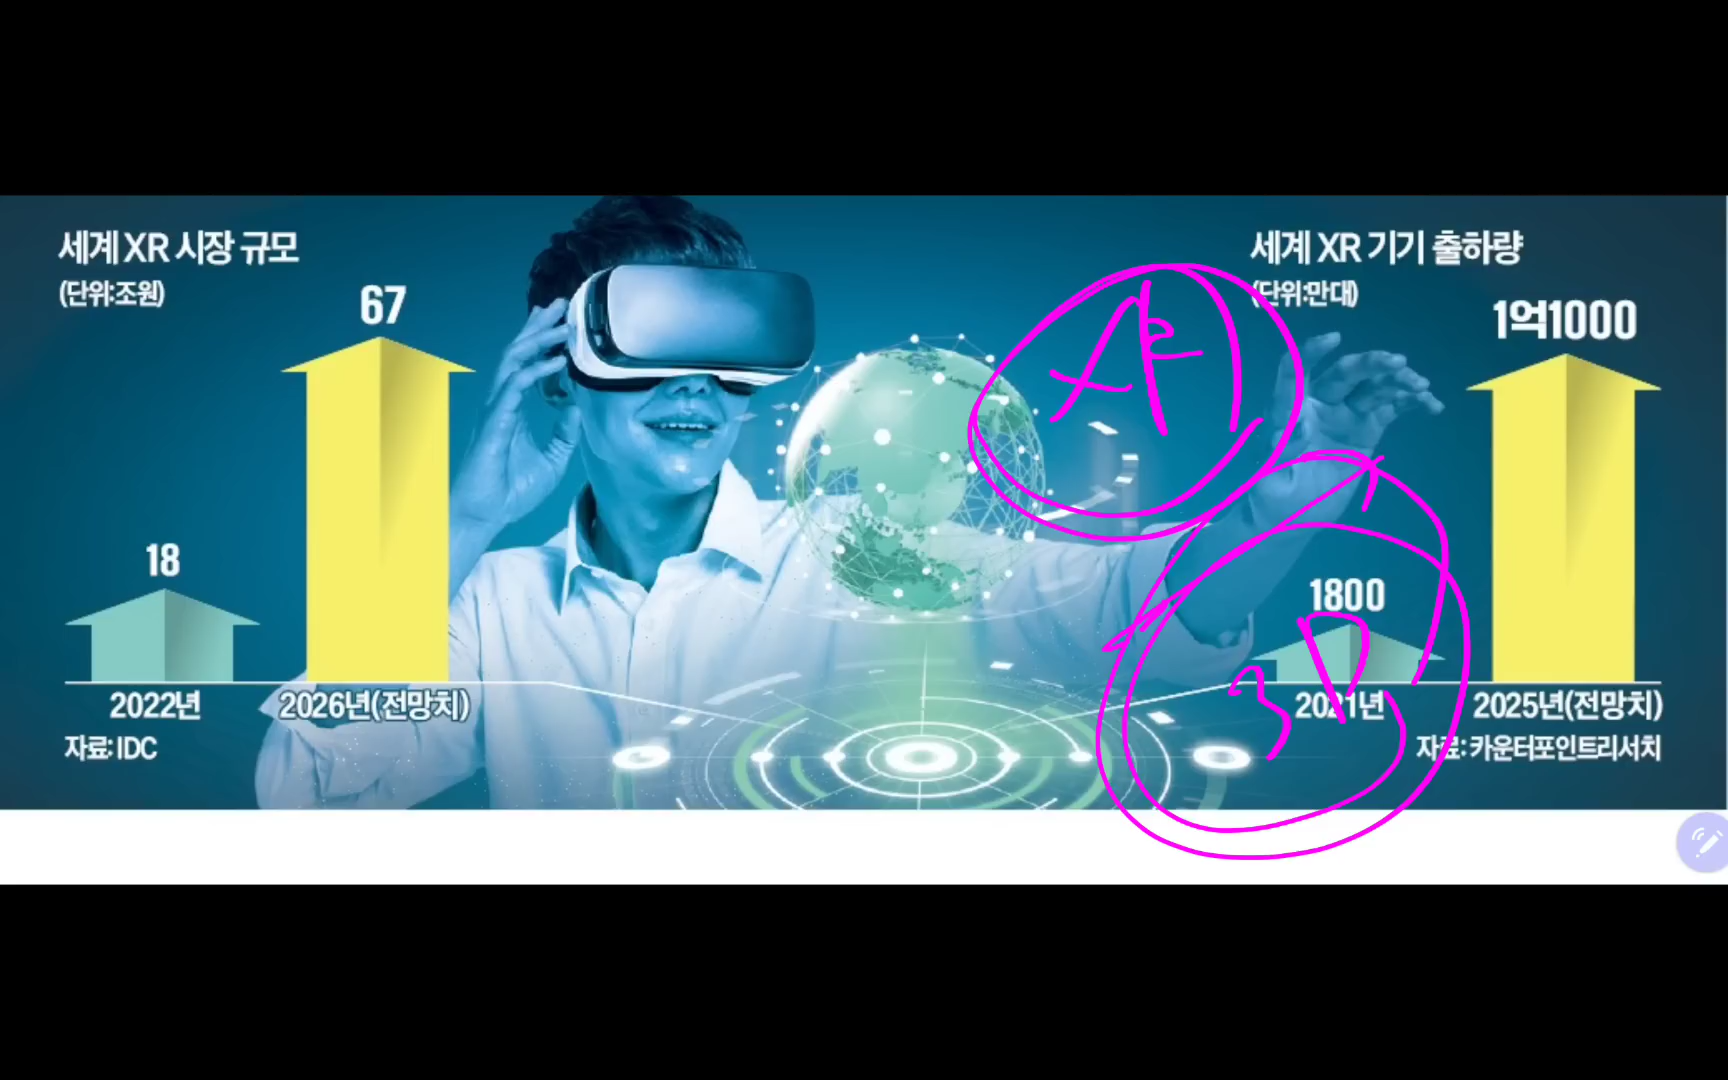 세계 XR 시장 규모
(단위:조원)
67
18
2022년
2026년(전망치)
자료: IDC
세계 XR 기기 출하량
(단위:만대)
1억1000
1800
2021년
2025년(전망치)
자료: 카운터포인트리서치
XR
3D